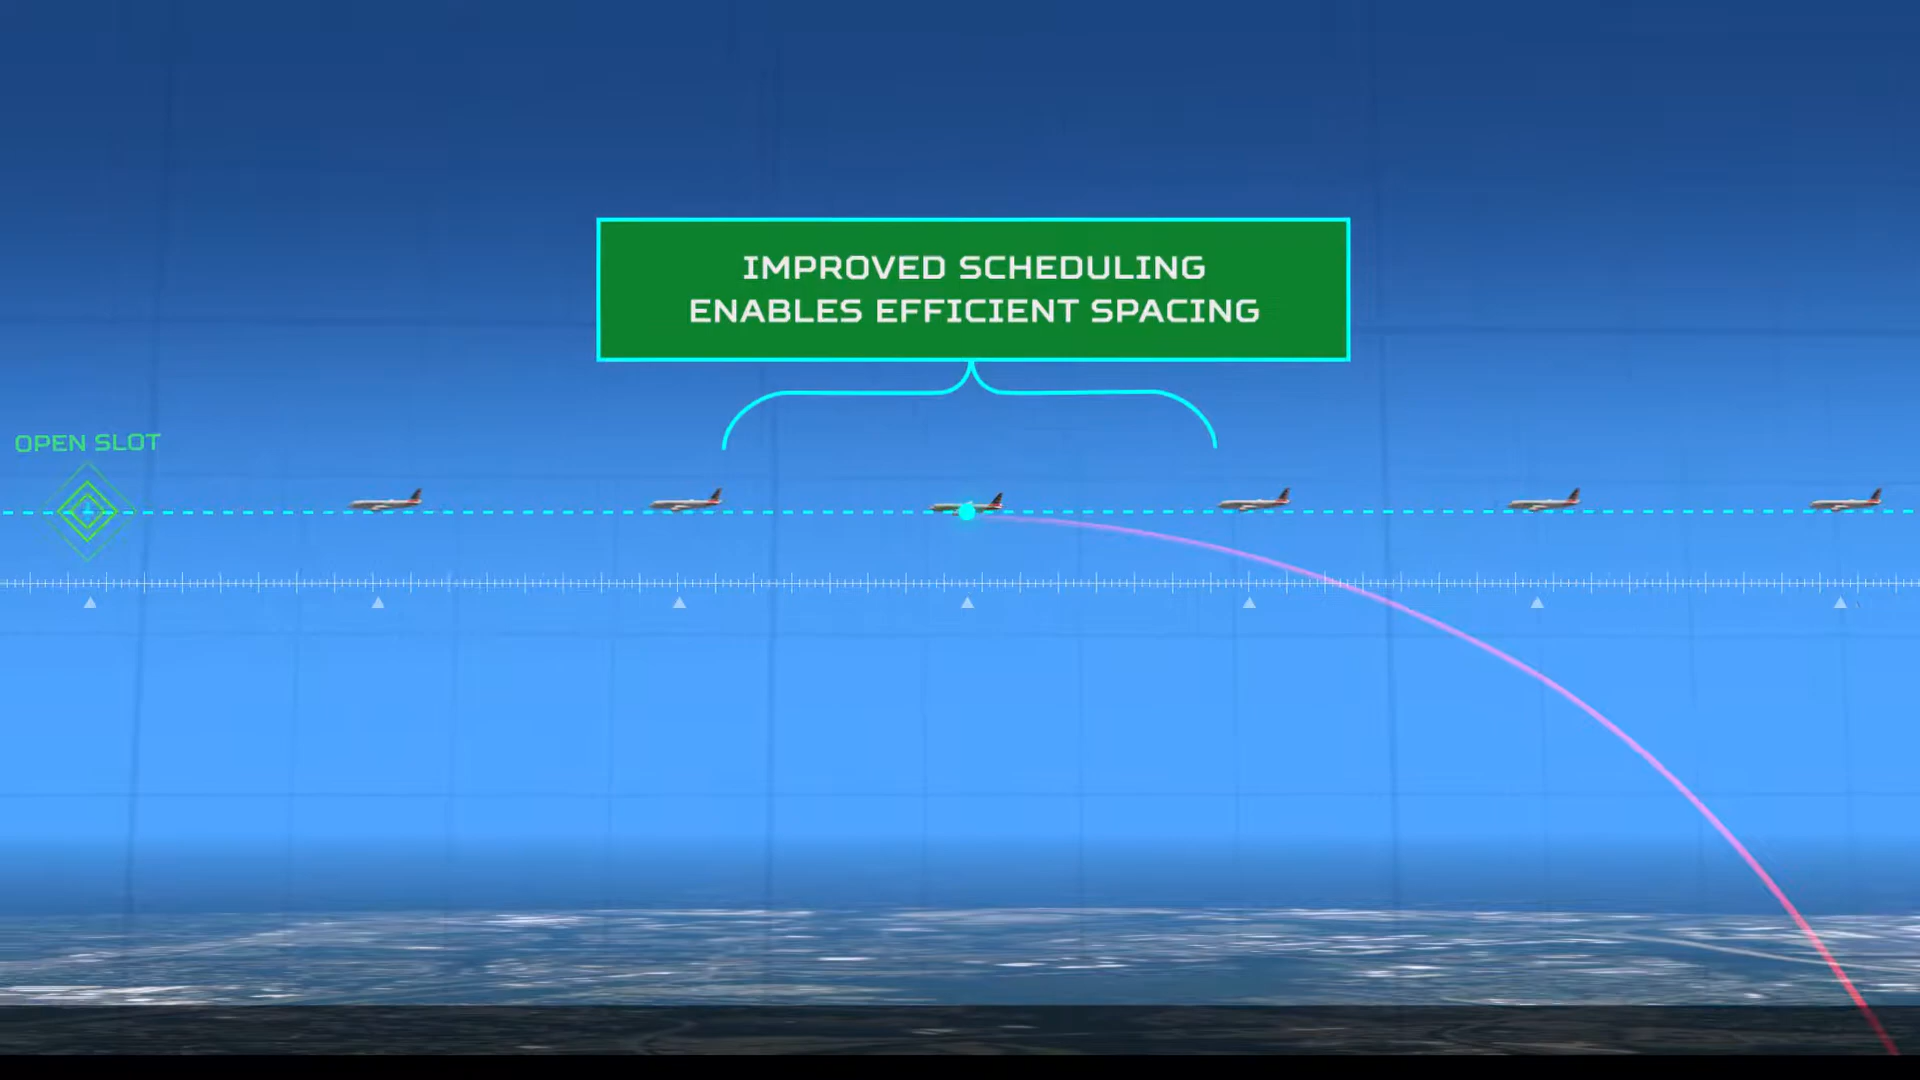 IMPROVED SCHEDULING
ENABLES EFFICIENT SPACING
OPEN SLOT